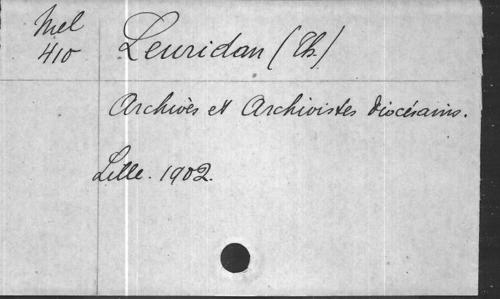 Mel
410
Leuridan (Th.)
Archives et Archivistes diocésains.
Lille. 1902.